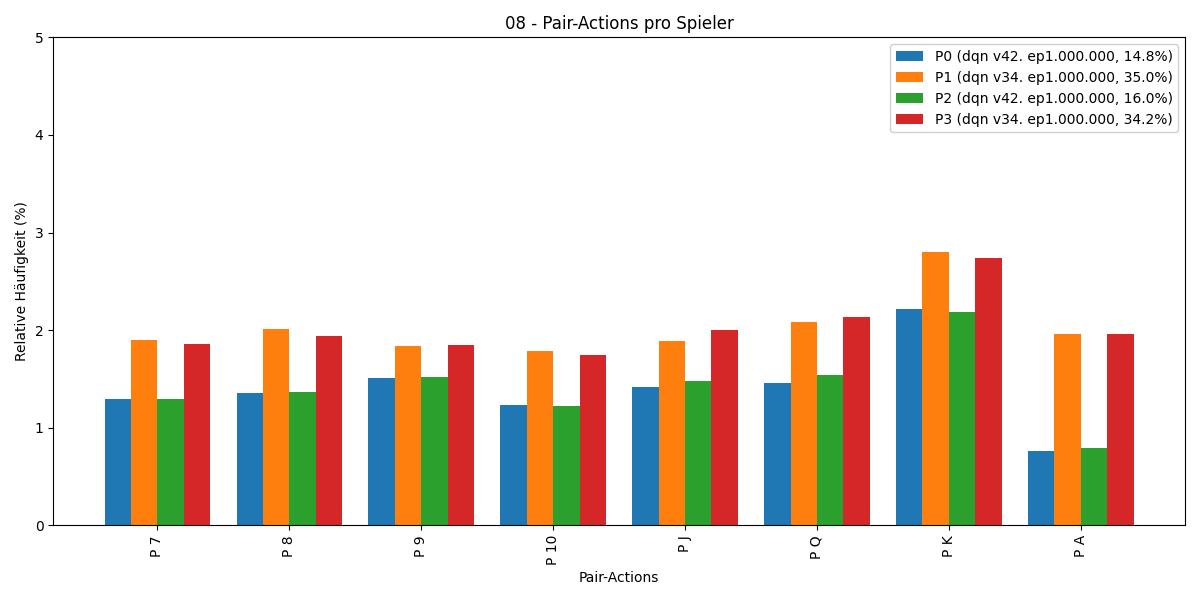 08 - Pair-Actions pro Spieler
P0 (dqn v42. ep1.000.000, 14.8%)
P1 (dqn v34. ep1.000.000, 35.0%)
P2 (dqn v42. ep1.000.000, 16.0%)
P3 (dqn v34. ep1.000.000, 34.2%)
Relative Häufigkeit (%)
5
4
3
2
1
0
P 7
P 8
P 9
P 10
P J
P Q
P K
P A
Pair-Actions